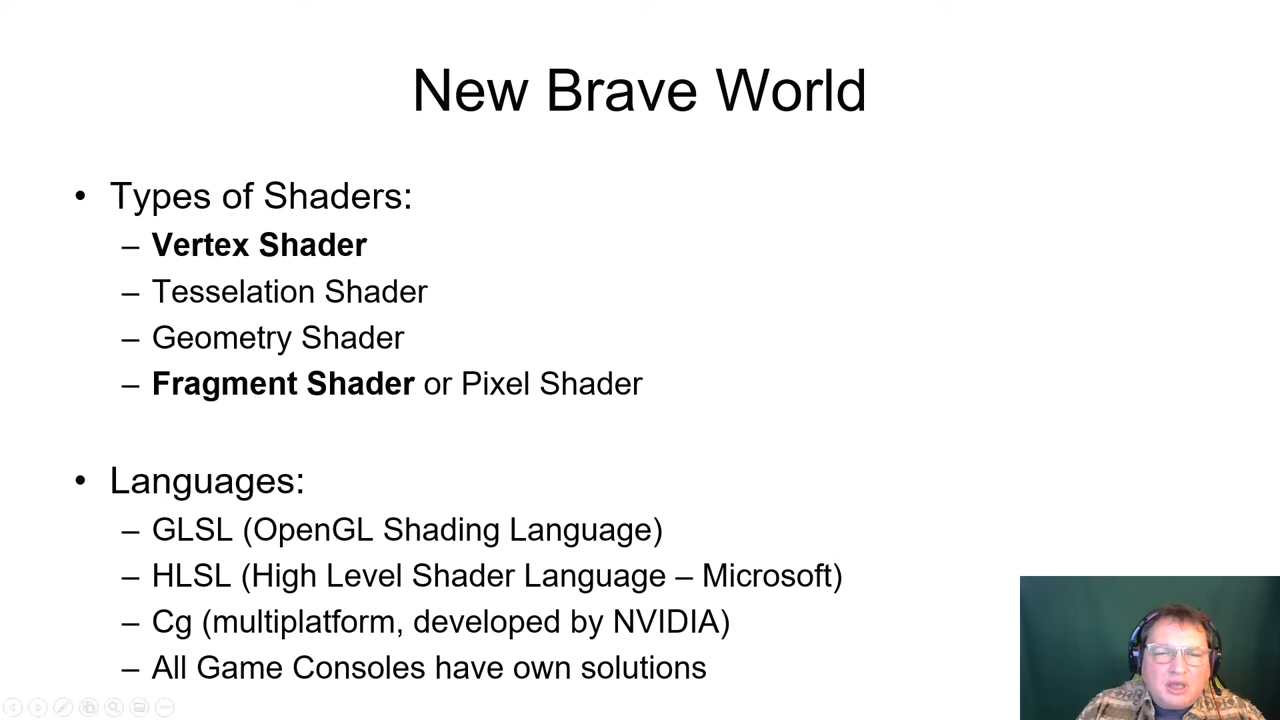 New Brave World
• Types of Shaders:
– Vertex Shader
– Tesselation Shader
– Geometry Shader
– Fragment Shader or Pixel Shader
• Languages:
– GLSL (OpenGL Shading Language)
– HLSL (High Level Shader Language – Microsoft)
– Cg (multiplatform, developed by NVIDIA)
– All Game Consoles have own solutions